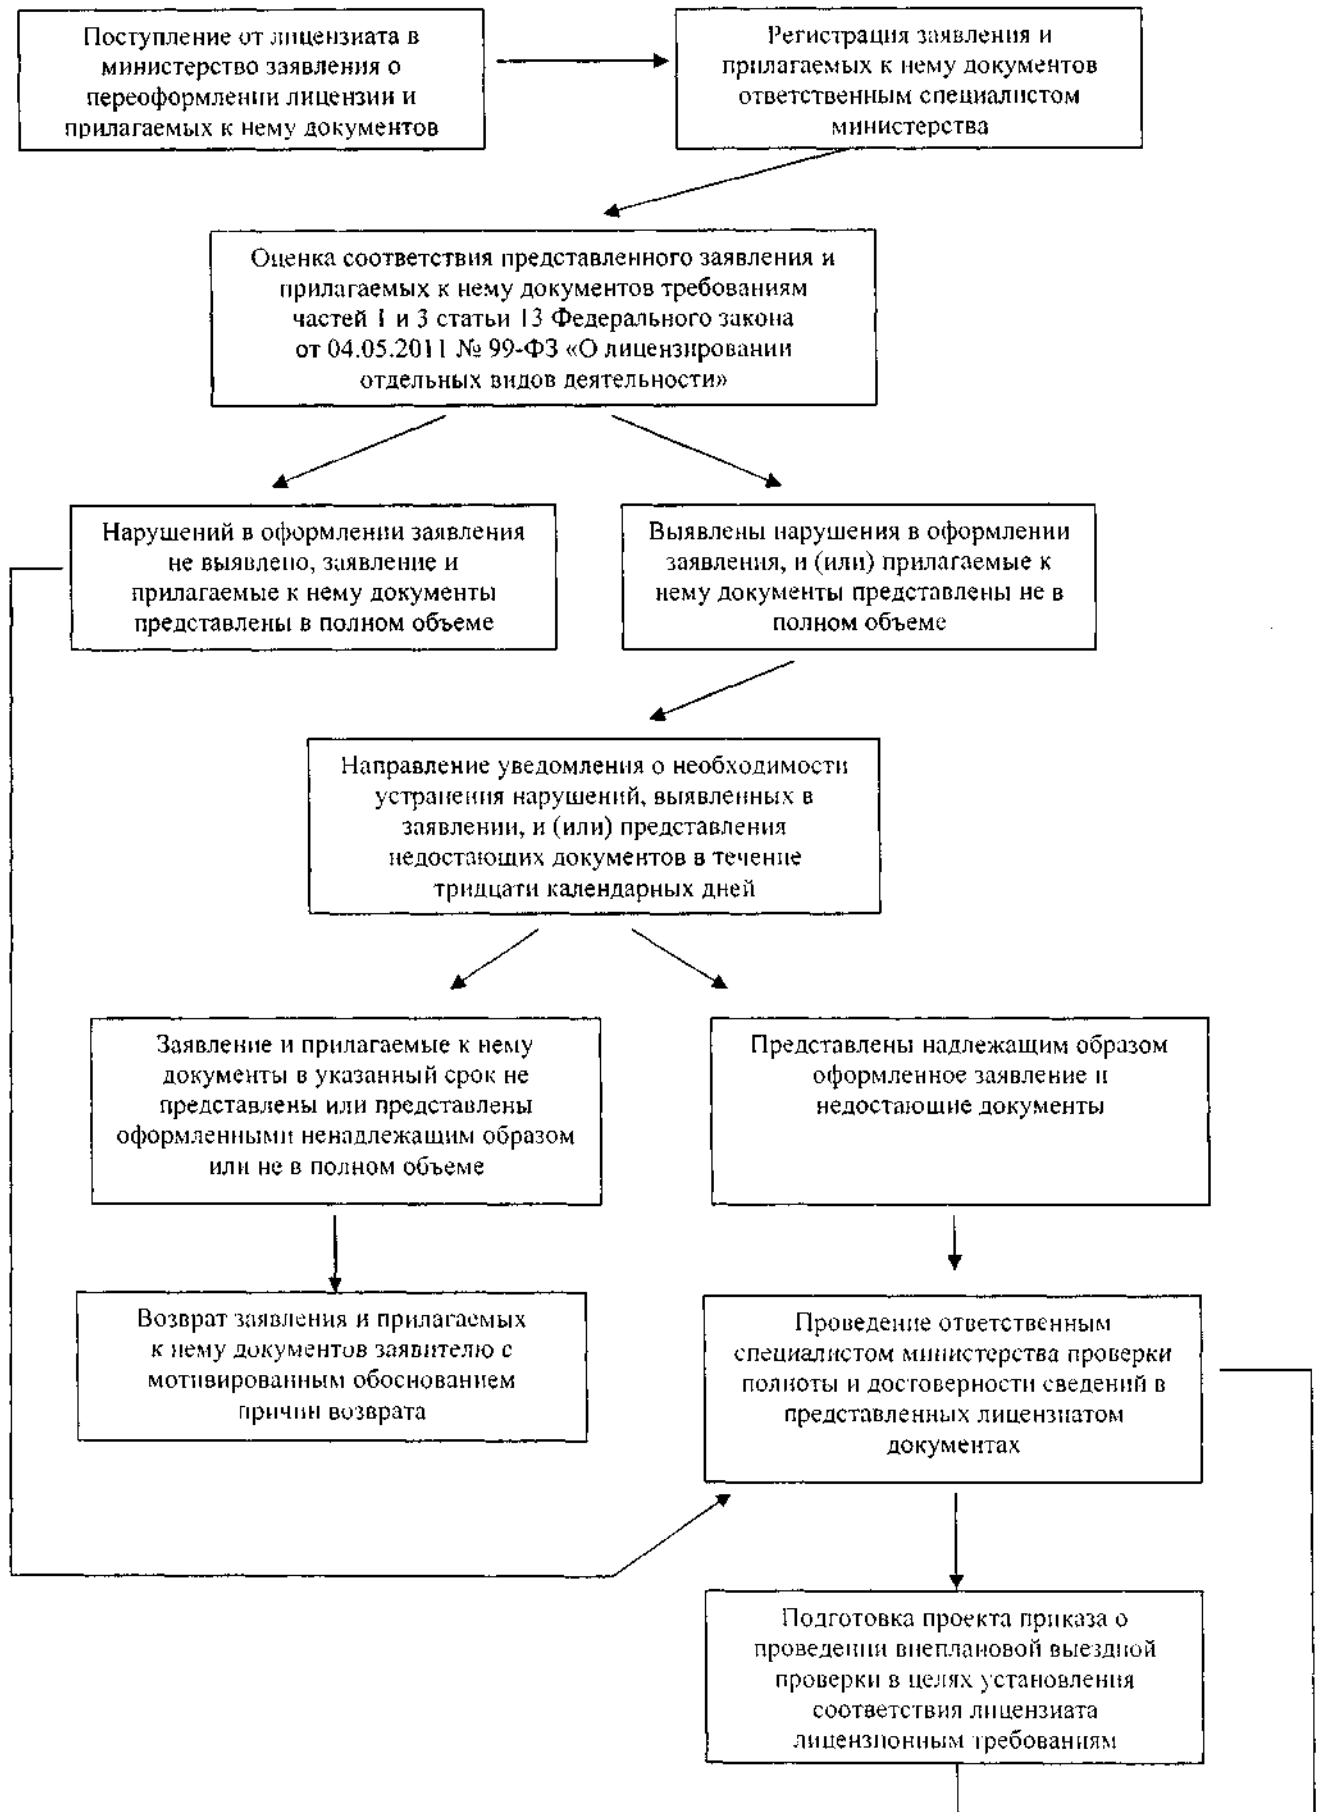 Поступление от лицензиата в
министерство заявления о
переоформлении лицензии и
прилагаемых к нему документов
Регистрация заявления и
прилагаемых к нему документов
ответственным специалистом
министерства
Оценка соответствия представленного заявления и
прилагаемых к нему документов требованиям
частей 1 и 3 статьи 13 Федерального закона
от 04.05.2011 № 99-ФЗ «О лицензировании
отдельных видов деятельности»
Нарушений в оформлении заявления
не выявлено, заявление и
прилагаемые к нему документы
представлены в полном объеме
Выявлены нарушения в оформлении
заявления, и (или) прилагаемые к
нему документы представлены не в
полном объеме
Направление уведомления о необходимости
устранения нарушений, выявленных в
заявлении, и (или) представления
недостающих документов в течение
тридцати календарных дней
Заявление и прилагаемые к нему
документы в указанный срок не
представлены или представлены
оформленными ненадлежащим образом
или не в полном объеме
Представлены надлежащим образом
оформленное заявление и
недостающие документы
Возврат заявления и прилагаемых
к нему документов заявителю с
мотивированным обоснованием
причин возврата
Проведение ответственным
специалистом министерства проверки
полноты и достоверности сведений в
представленных лицензиатом
документах
Подготовка проекта приказа о
проведении внеплановой выездной
проверки в целях установления
соответствия лицензиата
лицензионным требованиям